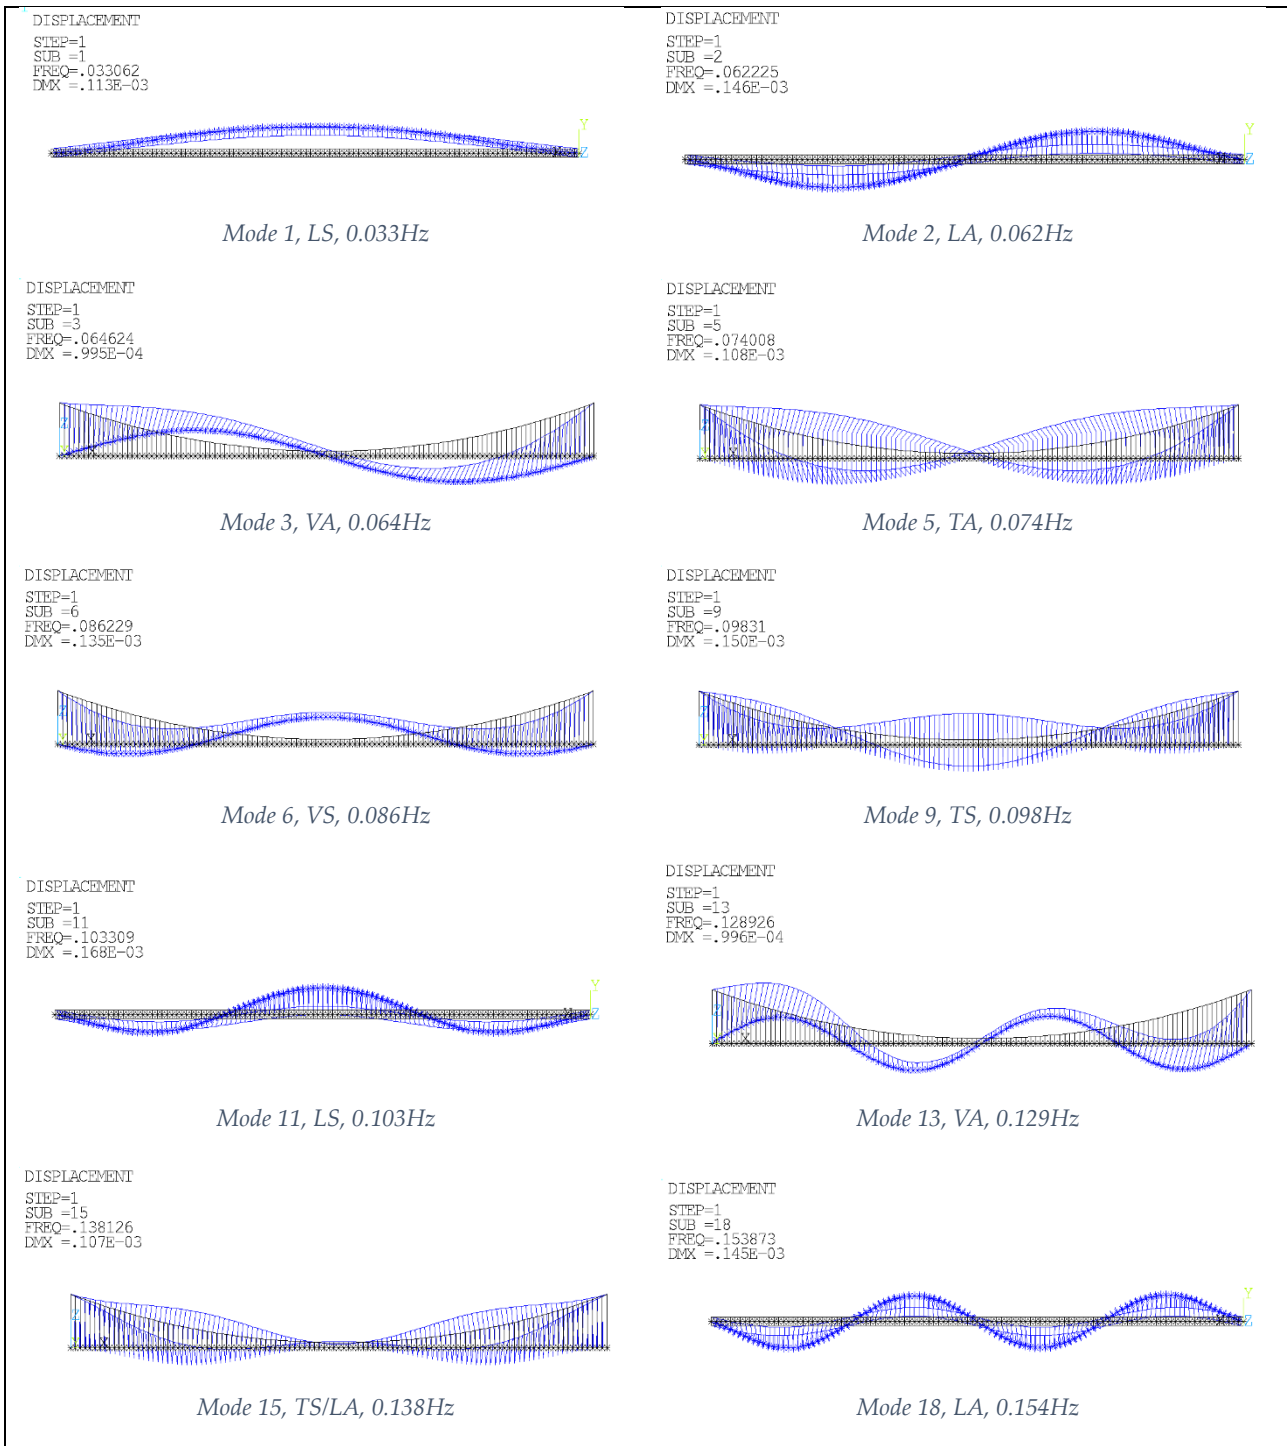 DISPLACEMENT
STEP=1
SUB =1
FREQ=.033062
DMX =.113E-03
Y
Z
Mode 1, LS, 0.033Hz
DISPLACEMENT
STEP=1
SUB =2
FREQ=.062225
DMX =.146E-03
Y
Z
Mode 2, LA, 0.062Hz
DISPLACEMENT
STEP=1
SUB =3
FREQ=.064624
DMX =.995E-04
Z
Y X
Mode 3, VA, 0.064Hz
DISPLACEMENT
STEP=1
SUB =5
FREQ=.074008
DMX =.108E-03
Z
Y X
Mode 5, TA, 0.074Hz
DISPLACEMENT
STEP=1
SUB =6
FREQ=.086229
DMX =.135E-03
Z
Y X
Mode 6, VS, 0.086Hz
DISPLACEMENT
STEP=1
SUB =9
FREQ=.09831
DMX =.150E-03
Z
Y X
Mode 9, TS, 0.098Hz
DISPLACEMENT
STEP=1
SUB =11
FREQ=.103309
DMX =.168E-03
Y
X Z
Mode 11, LS, 0.103Hz
DISPLACEMENT
STEP=1
SUB =13
FREQ=.128926
DMX =.996E-04
Z
X
Mode 13, VA, 0.129Hz
DISPLACEMENT
STEP=1
SUB =15
FREQ=.138126
DMX =.107E-03
Z
Y X
Mode 15, TS/LA, 0.138Hz
DISPLACEMENT
STEP=1
SUB =18
FREQ=.153873
DMX =.145E-03
Y
Z
Mode 18, LA, 0.154Hz